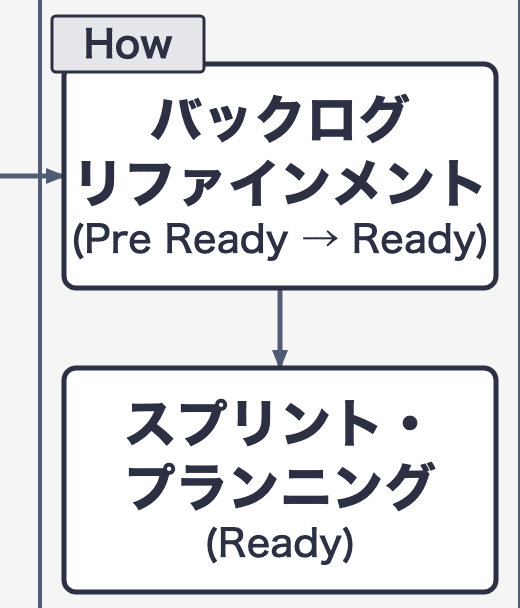 How
バックログ
リファインメント
(Pre Ready → Ready)
スプリント・
プランニング
(Ready)